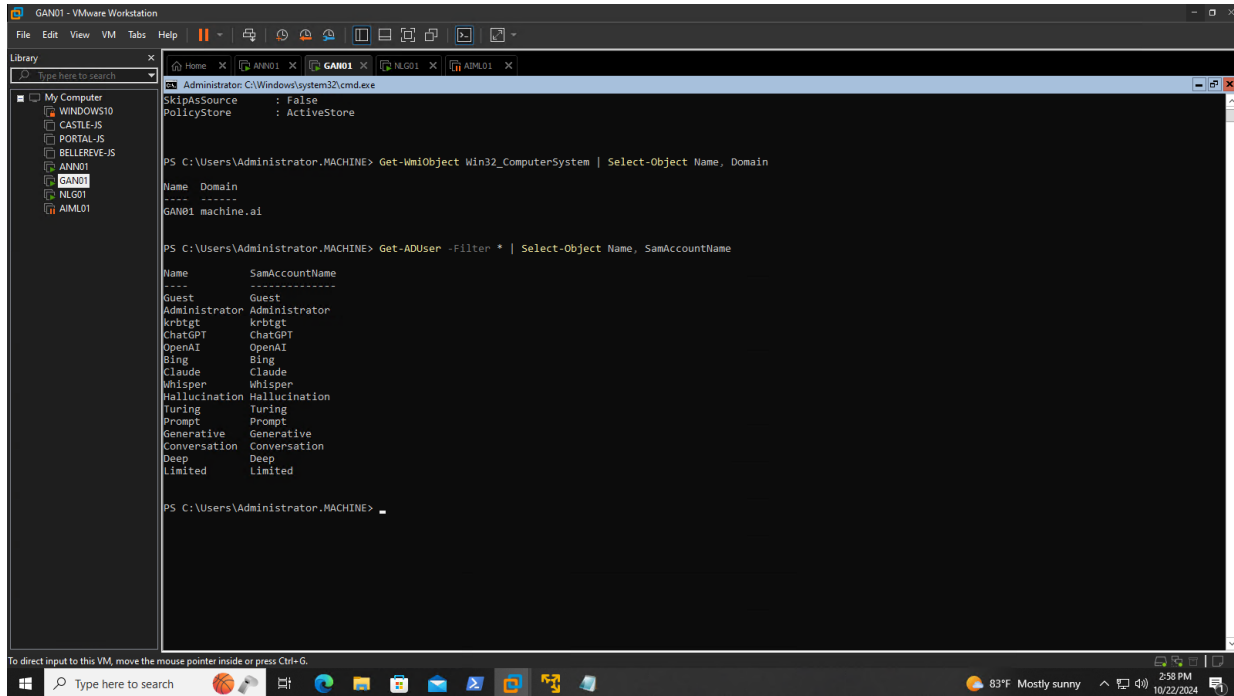 GAN01 - VMware Workstation
File Edit View VM Tabs Help
Library
Type here to search
My Computer
WINDOWS10
CASTLE-JS
PORTAL-JS
BELLEREVE-JS
ANN01
GAN01
NLG01
AIML01
Home ANN01 GAN01 NLG01 AIML01
Administrator: C:\Windows\system32\cmd.exe
SkipAsSource : False
PolicyStore : ActiveStore
PS C:\Users\Administrator.MACHINE> Get-WmiObject Win32_ComputerSystem | Select-Object Name, Domain
Name Domain
---- ------
GAN01 machine.ai
PS C:\Users\Administrator.MACHINE> Get-ADUser -Filter * | Select-Object Name, SamAccountName
Name SamAccountName
---- --------------
Guest Guest
Administrator Administrator
krbtgt krbtgt
ChatGPT ChatGPT
OpenAI OpenAI
Bing Bing
Claude Claude
Whisper Whisper
Hallucination Hallucination
Turing Turing
Prompt Prompt
Generative Generative
Conversation Conversation
Deep Deep
Limited Limited
PS C:\Users\Administrator.MACHINE>
To direct input to this VM, move the mouse pointer inside or press Ctrl+G.
Type here to search
83°F Mostly sunny
2:58 PM
10/22/2024